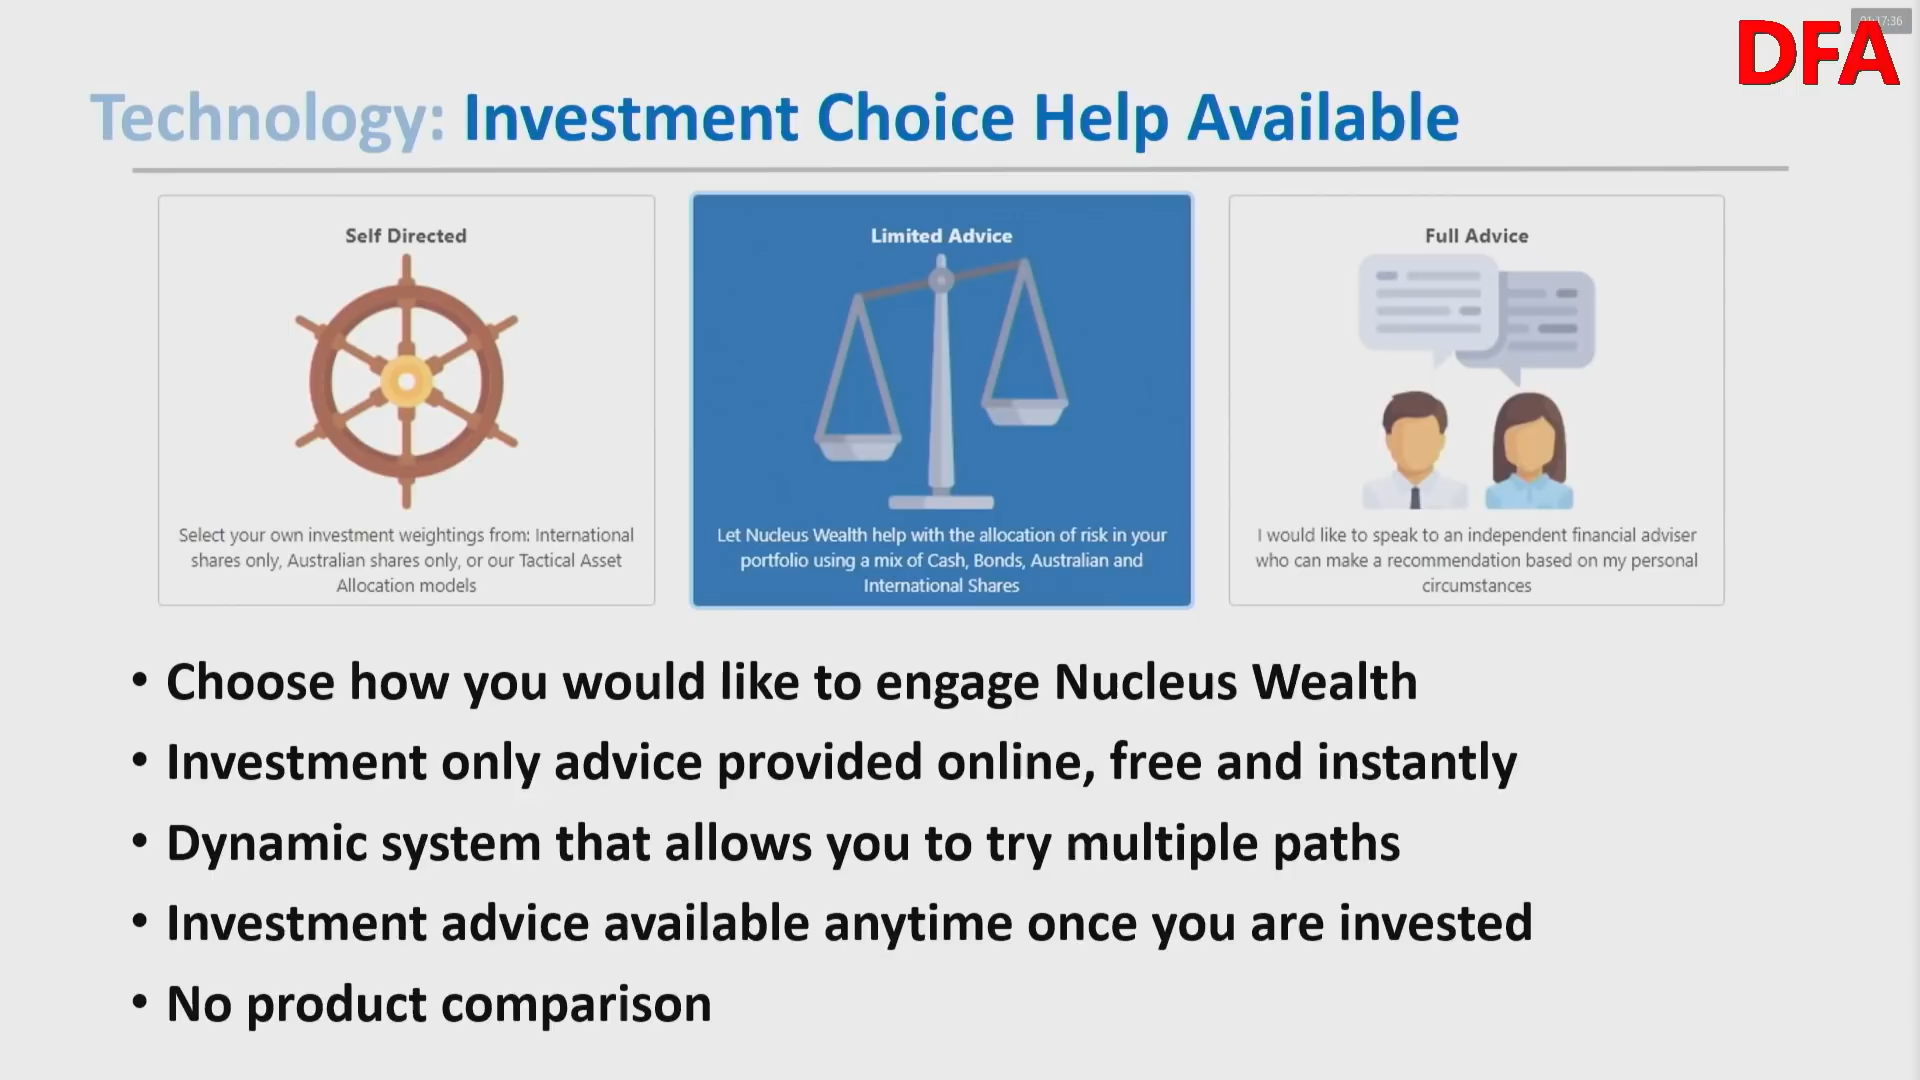 DFA
Technology: Investment Choice Help Available
Self Directed
Select your own investment weightings from: International
shares only, Australian shares only, or our Tactical Asset
Allocation models
Limited Advice
Let Nucleus Wealth help with the allocation of risk in your
portfolio using a mix of Cash, Bonds, Australian and
International Shares
Full Advice
I would like to speak to an independent financial adviser
who can make a recommendation based on my personal
circumstances
• Choose how you would like to engage Nucleus Wealth
• Investment only advice provided online, free and instantly
• Dynamic system that allows you to try multiple paths
• Investment advice available anytime once you are invested
• No product comparison